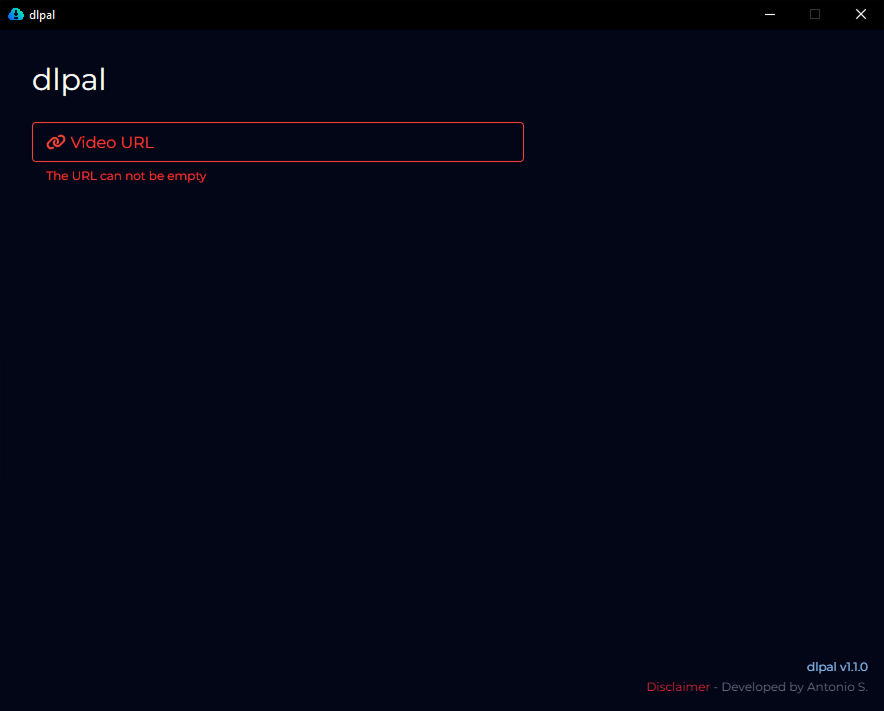 dlpal
dlpal
Video URL
The URL can not be empty
dlpal v1.1.0
Disclaimer - Developed by Antonio S.